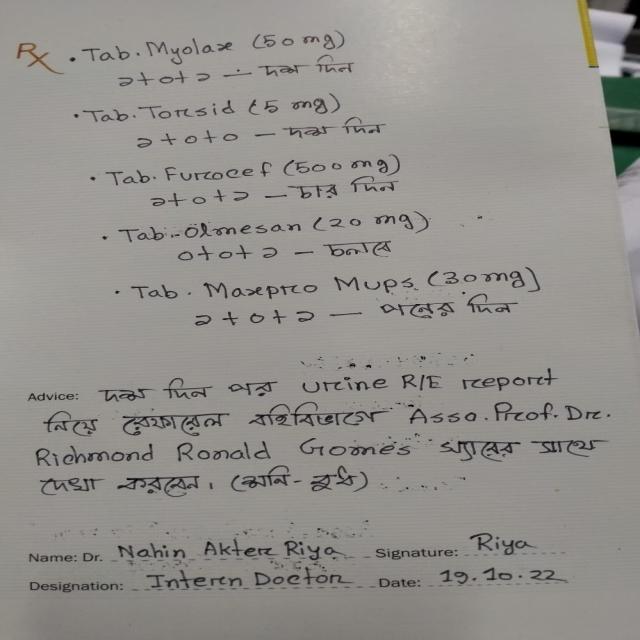 Rx • Tab. Myolax (50 mg)
১+০+১ — দশ দিন
• Tab. Torsid (5 mg)
১+০+০ — দশ দিন
• Tab. Furocef (500 mg)
১+০+১ — চার দিন
• Tab. Olmesan (20 mg)
০+০+১ — চলবে
• Tab. Maxpro Mups (30mg)
১+০+১ — পনের দিন
Advice: দশ দিন পর Urine R/E report
নিয়ে রেফারেল বহির্বিভাগে Asso. Prof. Dr.
Richmond Ronald Gomes স্যারের সাথে
দেখা করবেন। (শনি - বুধ)
Name: Dr. Nahin Akter Riya Signature: Riya
Designation: Intern Doctor Date: 19.10.22